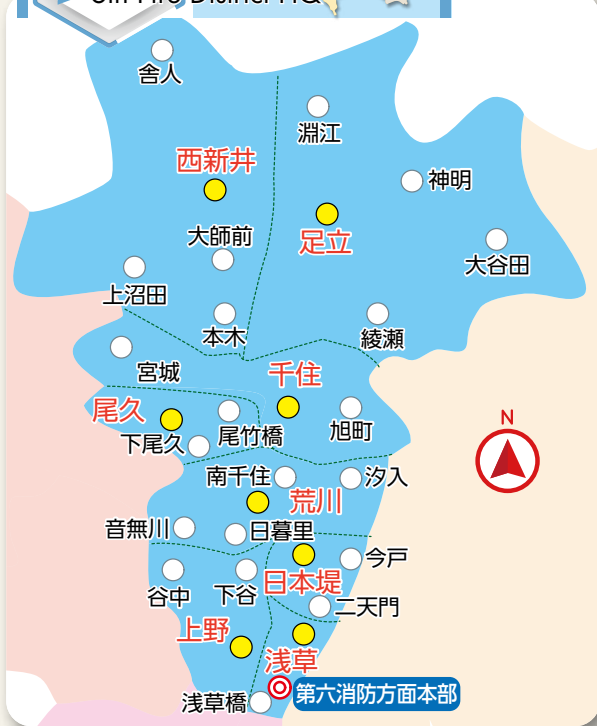 6th Fire District HQ
舎人
淵江
西新井
神明
足立
大師前
大谷田
上沼田
本木
綾瀬
宮城
千住
尾久
尾竹橋
旭町
下尾久
南千住
汐入
荒川
音無川
日暮里
今戸
谷中
下谷
日本堤
二天門
上野
浅草
第六消防方面本部
浅草橋
N